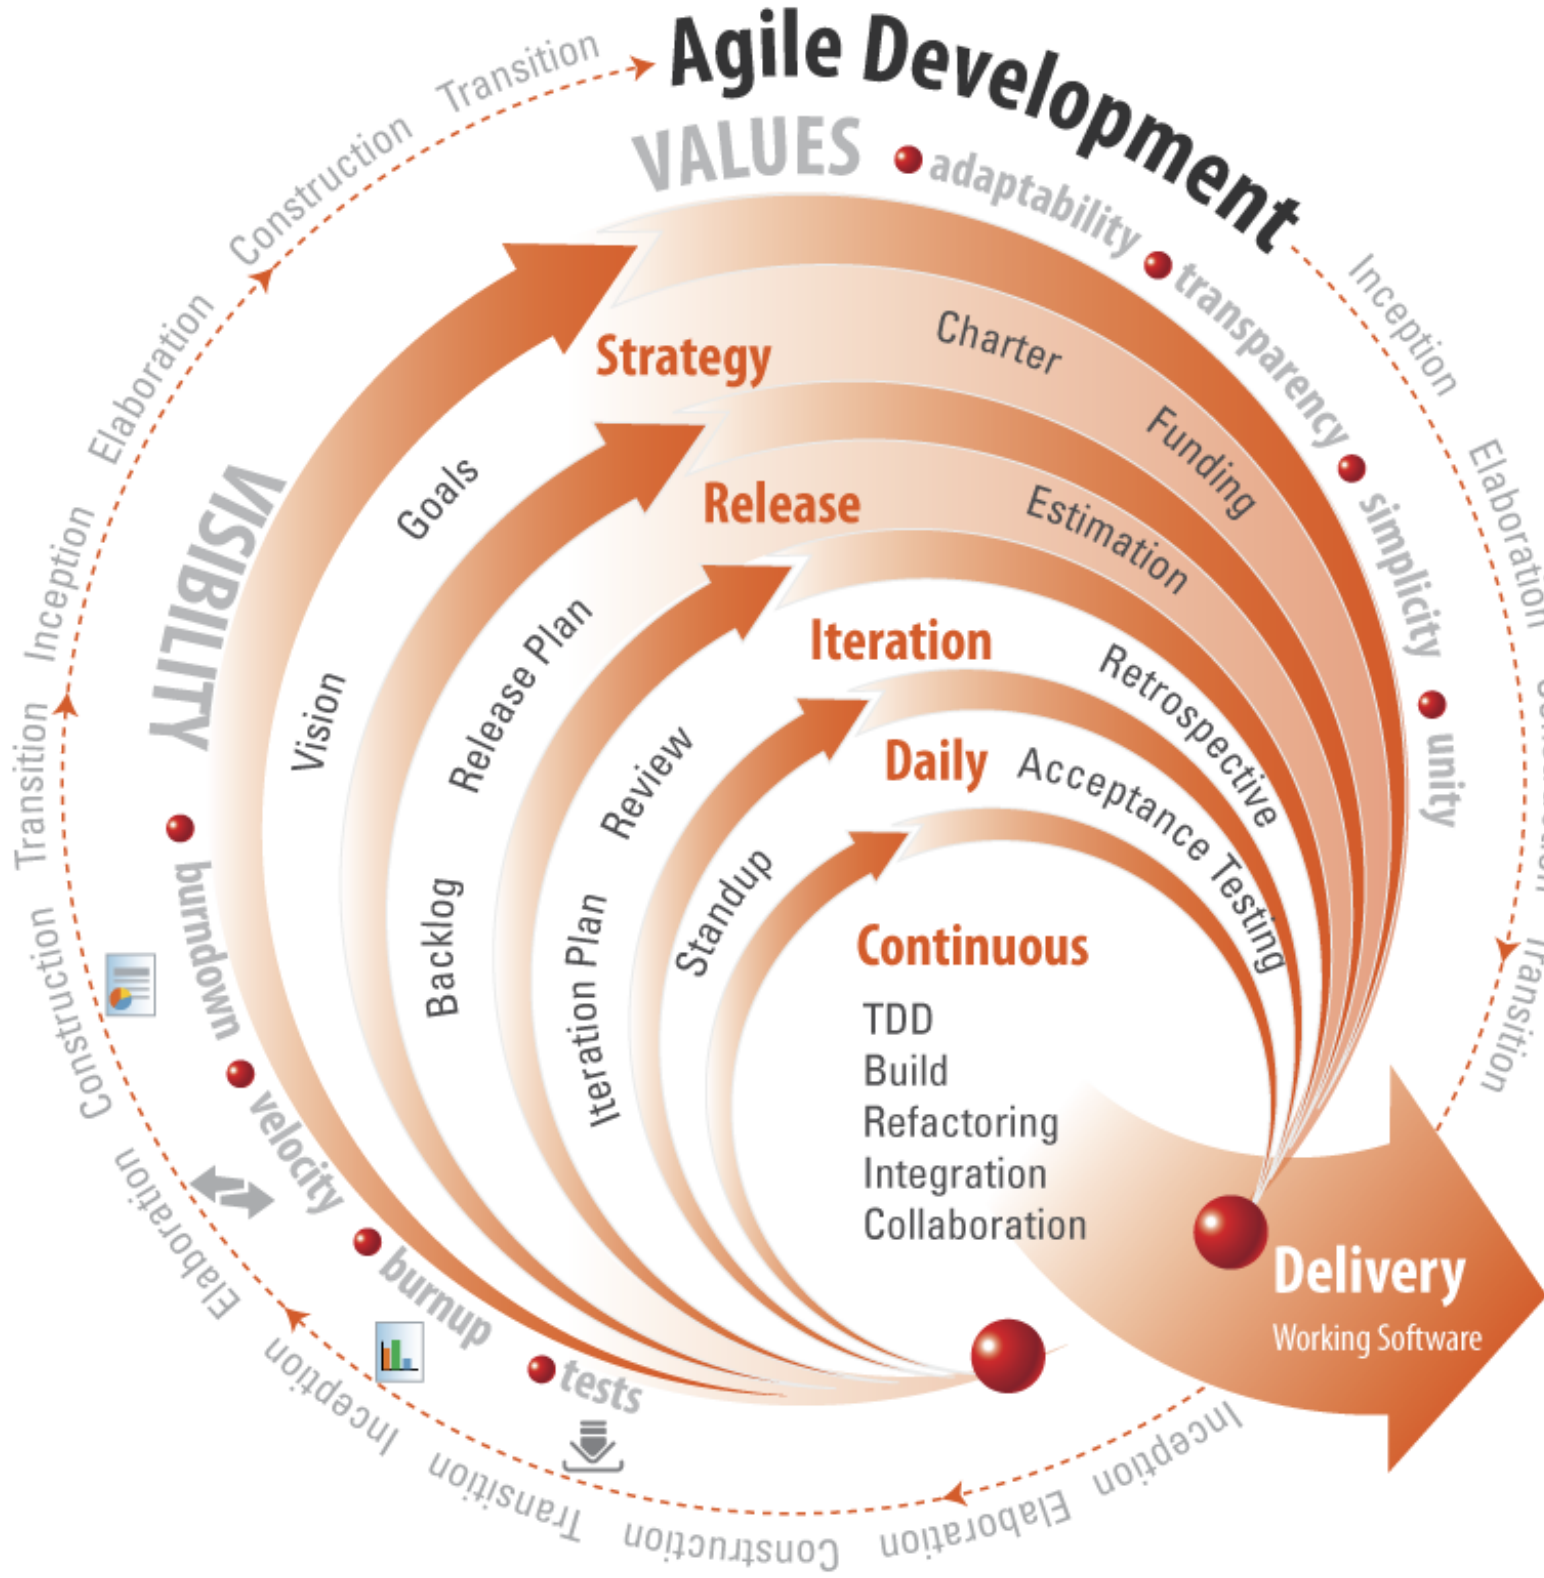 Agile Development
VALUES
adaptability
transparency
simplicity
unity
VISIBILITY
burndown
velocity
burnup
tests
Strategy
Charter
Funding
Goals
Vision
Release
Estimation
Release Plan
Backlog
Iteration
Retrospective
Review
Iteration Plan
Daily
Acceptance Testing
Standup
Continuous
TDD
Build
Refactoring
Integration
Collaboration
Delivery
Working Software
Inception
Elaboration
Transition
Inception
Elaboration
Construction
Transition
Inception
Elaboration
Construction
Transition
Inception
Elaboration
Construction
Transition